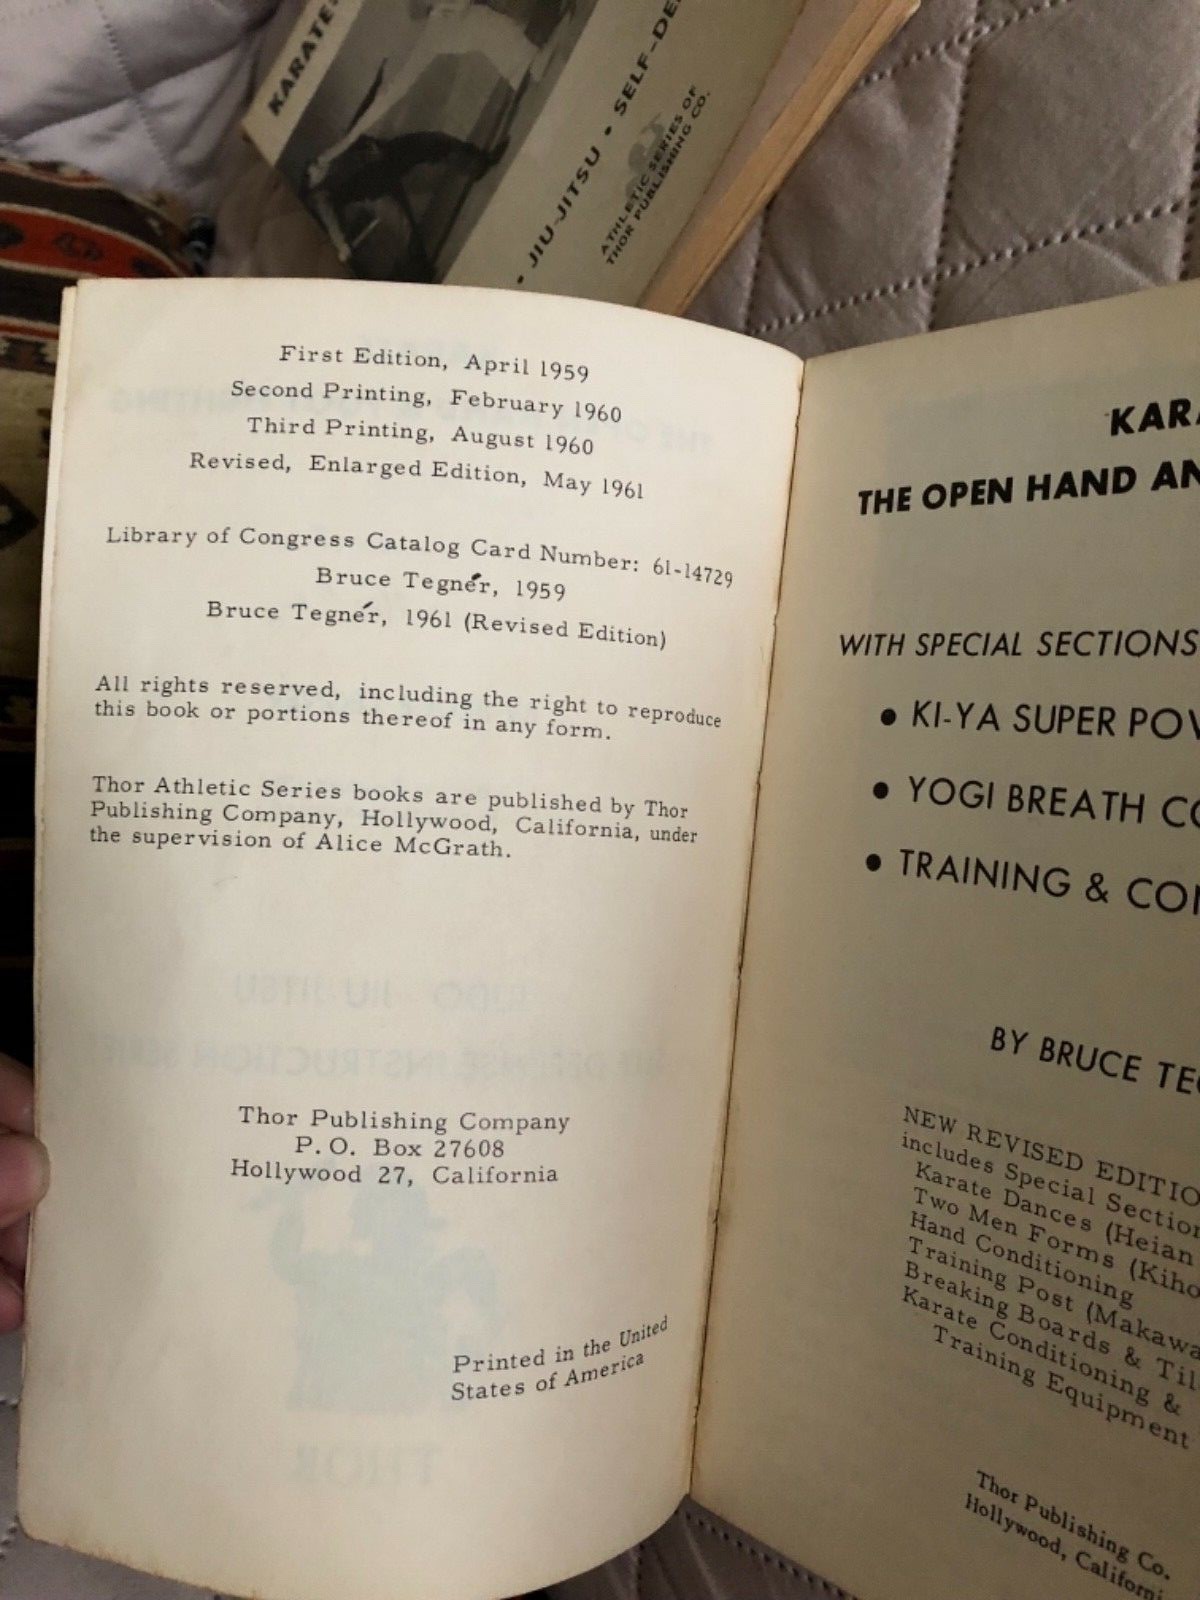 KARATE
• JIU-JITSU • SELF-DE
ATHLETIC SERIES OF
THOR PUBLISHING CO.
First Edition, April 1959
Second Printing, February 1960
Third Printing, August 1960
Revised, Enlarged Edition, May 1961
Library of Congress Catalog Card Number: 61-14729
Bruce Tegnér, 1959
Bruce Tegnér, 1961 (Revised Edition)
All rights reserved, including the right to reproduce
this book or portions thereof in any form.
Thor Athletic Series books are published by Thor
Publishing Company, Hollywood, California, under
the supervision of Alice McGrath.
Thor Publishing Company
P. O. Box 27608
Hollywood 27, California
Printed in the United
States of America
KARA
THE OPEN HAND AN
WITH SPECIAL SECTIONS
• KI-YA SUPER POW
• YOGI BREATH CO
• TRAINING & CON
BY BRUCE TEG
NEW REVISED EDITIO
includes Special Section
Karate Dances (Heian
Two Men Forms (Kiho
Hand Conditioning
Training Post (Makawa
Breaking Boards & Til
Karate Conditioning &
Training Equipment
Thor Publishing Co.
Hollywood, Californi